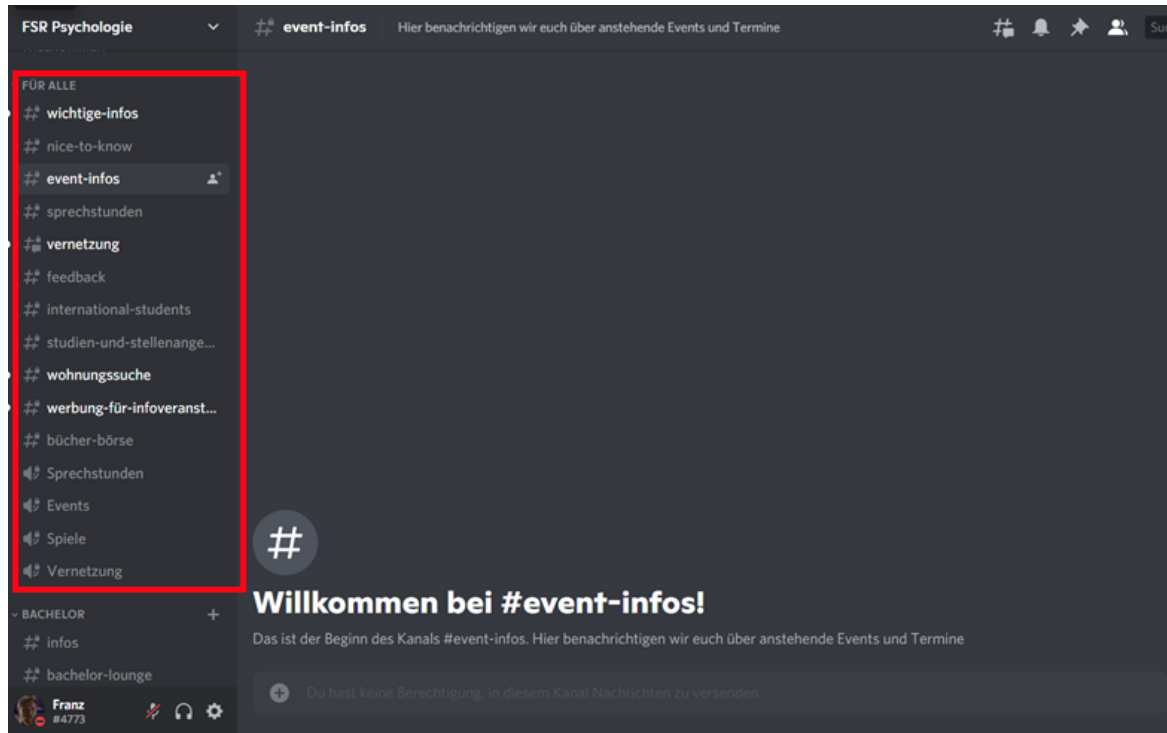 FSR Psychologie
event-infos
Hier benachrichtigen wir euch über anstehende Events und Termine
FÜR ALLE
wichtige-infos
nice-to-know
event-infos
sprechstunden
vernetzung
feedback
international-students
studien-und-stellenange...
wohnungssuche
werbung-für-infoveranst...
bücher-börse
Sprechstunden
Events
Spiele
Vernetzung
BACHELOR
infos
bachelor-lounge
Franz
#4773
#
Willkommen bei #event-infos!
Das ist der Beginn des Kanals #event-infos. Hier benachrichtigen wir euch über anstehende Events und Termine
Du hast keine Berechtigung, in diesem Kanal Nachrichten zu versenden.